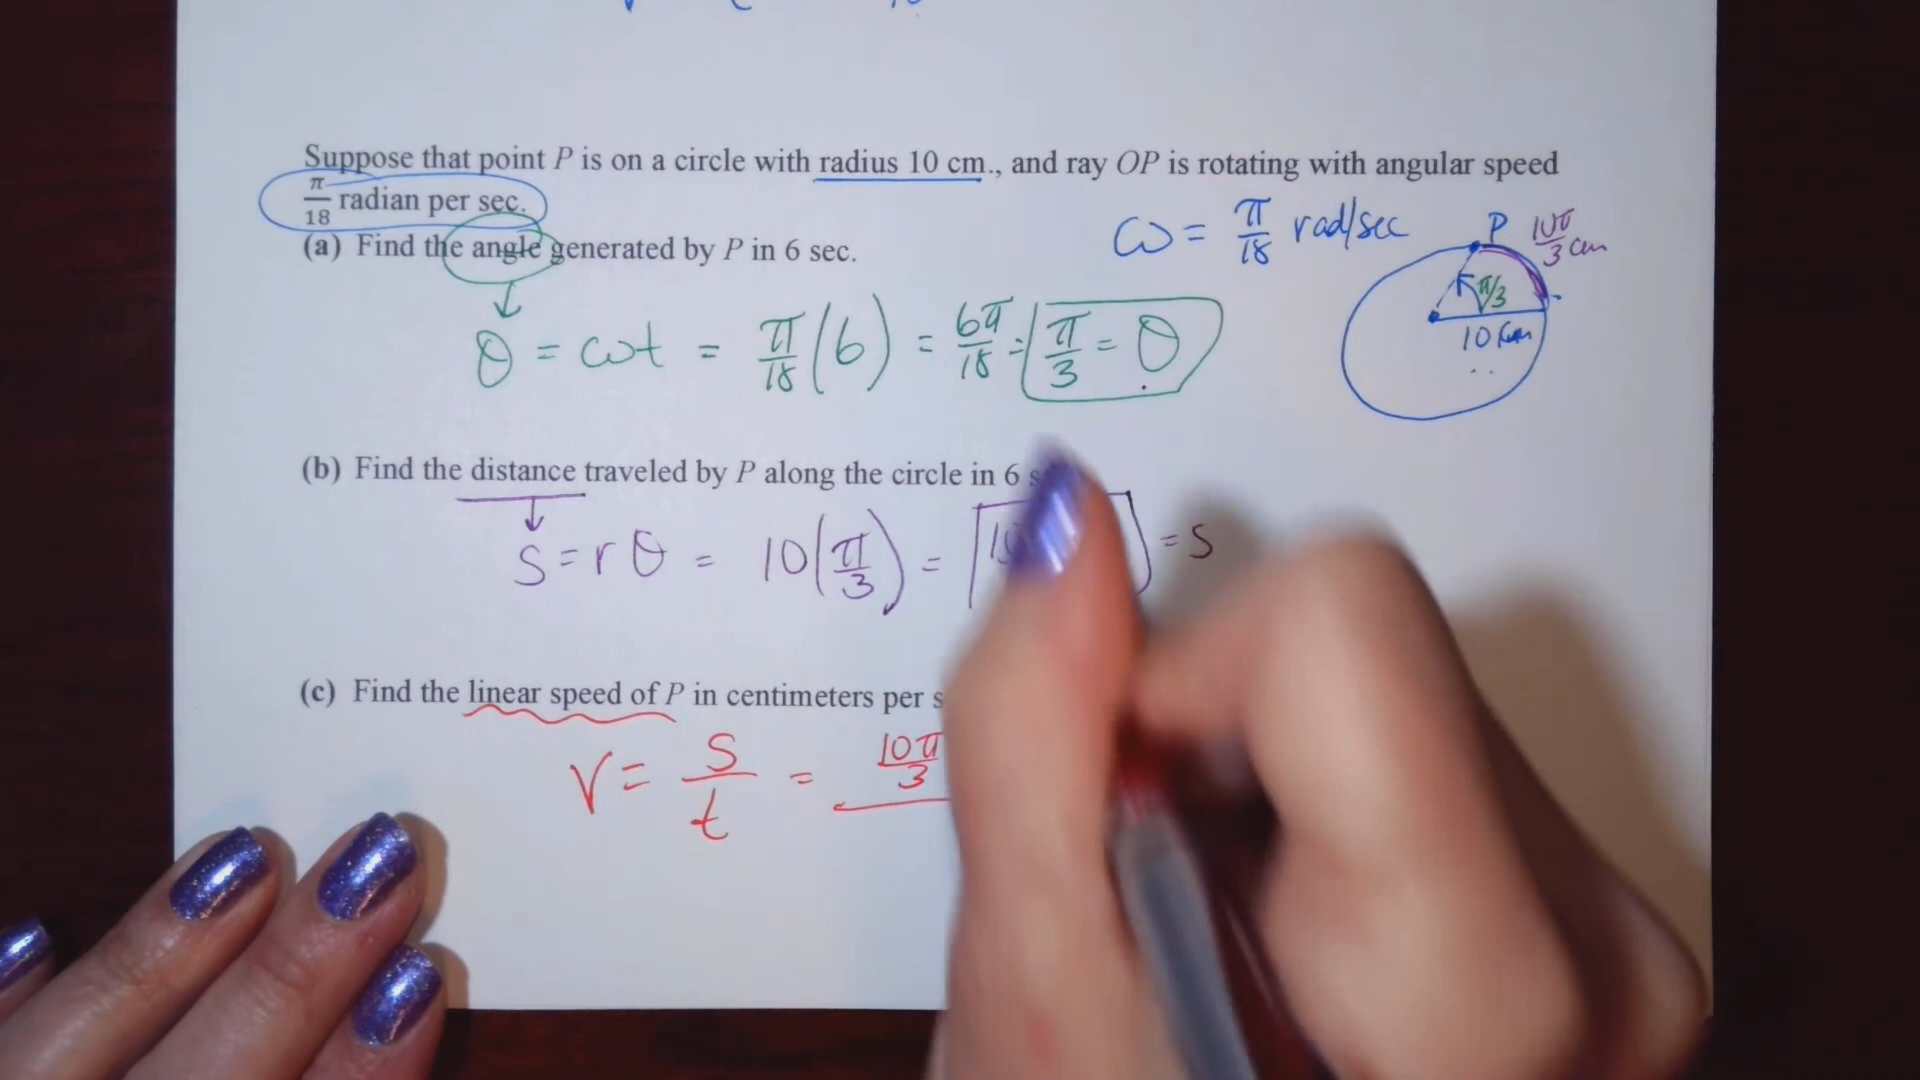 Suppose that point P is on a circle with radius 10 cm., and ray OP is rotating with angular speed
π/18 radian per sec.
ω = π/18 rad/sec
P
10π/3 cm
π/3
10 cm
(a) Find the angle generated by P in 6 sec.
θ = ωt = π/18 (6) = 6π/18 = π/3 = θ
(b) Find the distance traveled by P along the circle in 6
s = rθ = 10(π/3) = = s
(c) Find the linear speed of P in centimeters per
v = s/t = 10π/3